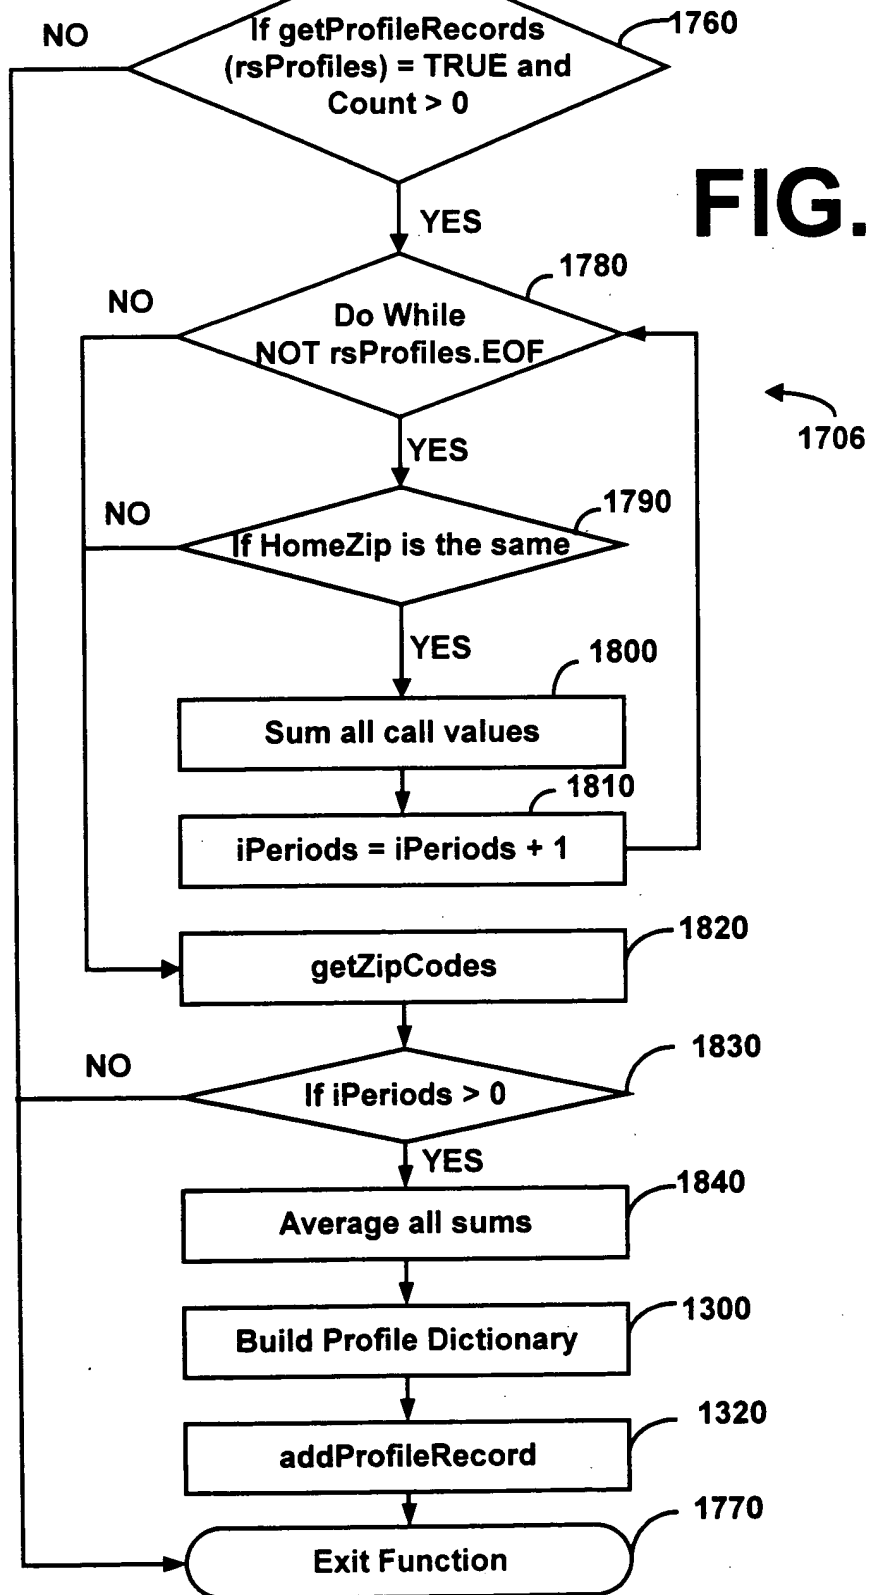 NO
If getProfileRecords
(rsProfiles) = TRUE and
Count > 0
1760
FIG.
YES
1780
NO
Do While
NOT rsProfiles.EOF
1706
YES
1790
NO
If HomeZip is the same
YES
1800
Sum all call values
1810
iPeriods = iPeriods + 1
1820
getZipCodes
1830
NO
If iPeriods > 0
YES
1840
Average all sums
1300
Build Profile Dictionary
1320
addProfileRecord
1770
Exit Function